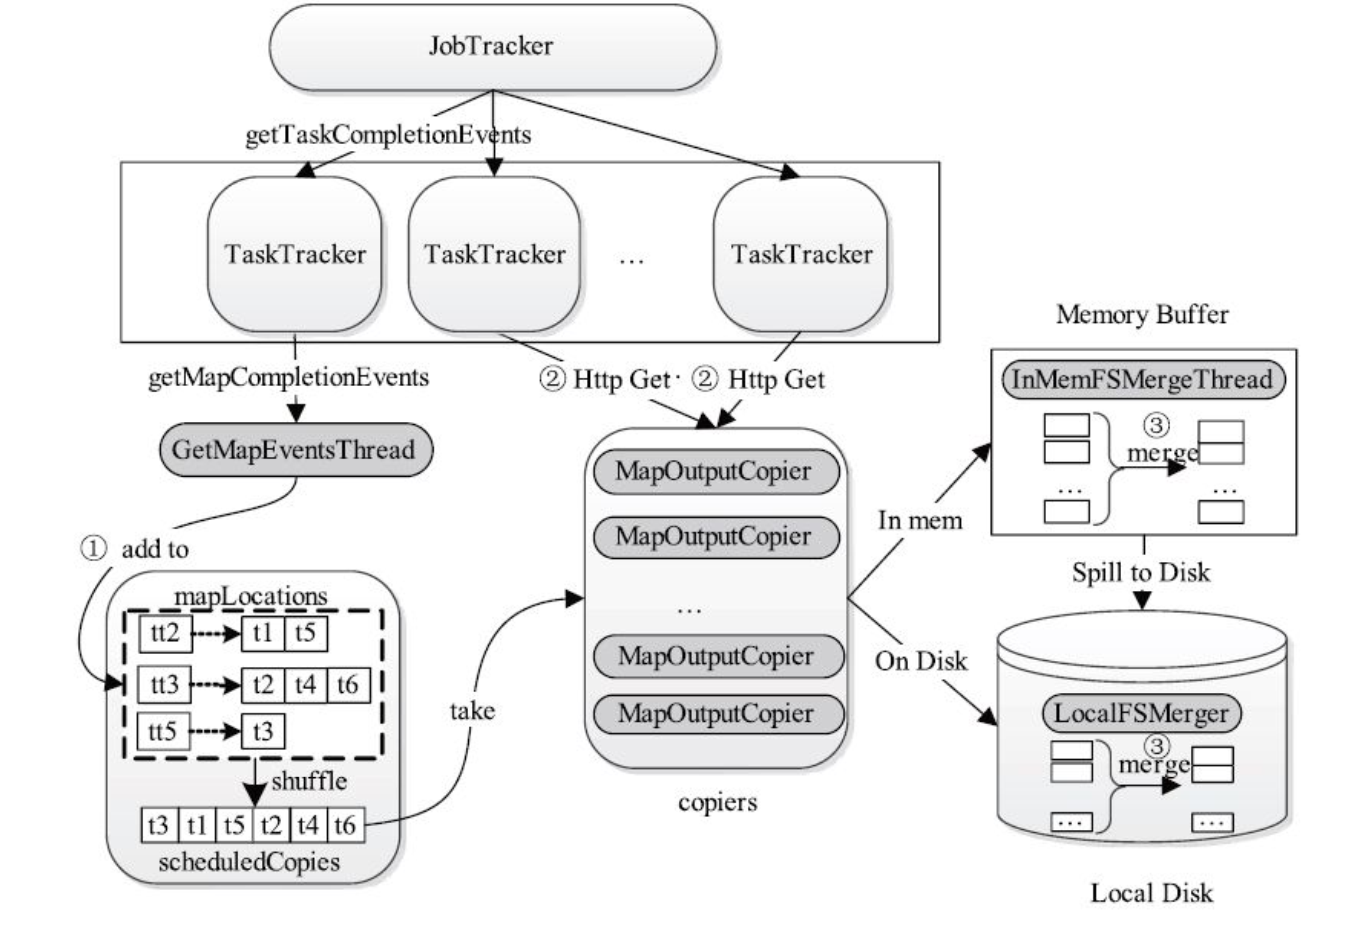 JobTracker
getTaskCompletionEvents
TaskTracker TaskTracker ... TaskTracker
Memory Buffer
getMapCompletionEvents
② Http Get· ② Http Get
InMemFSMergeThread
GetMapEventsThread
③
merge
...
...
MapOutputCopier
MapOutputCopier
...
MapOutputCopier
MapOutputCopier
copiers
In mem
On Disk
Spill to Disk
① add to
mapLocations
tt2 t1 t5
tt3 t2 t4 t6
tt5 t3
shuffle
t3 t1 t5 t2 t4 t6
scheduledCopies
take
LocalFSMerger
③
merge
...
...
Local Disk